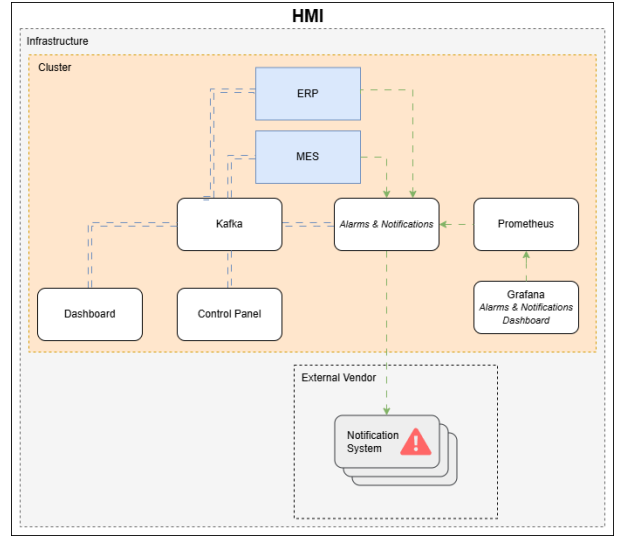 HMI
Infrastructure
Cluster
ERP
MES
Kafka
Alarms & Notifications
Prometheus
Dashboard
Control Panel
Grafana
Alarms & Notifications
Dashboard
External Vendor
Notification
System